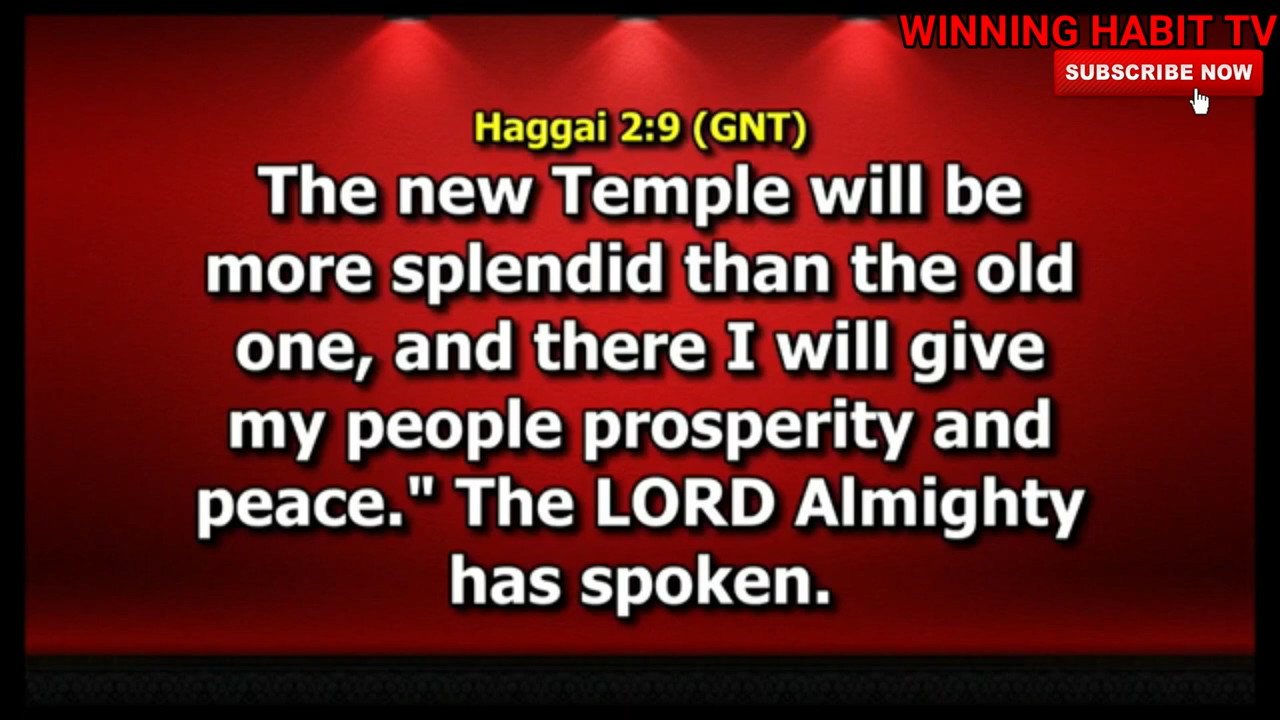 WINNING HABIT TV
SUBSCRIBE NOW
Haggai 2:9 (GNT)
The new Temple will be
more splendid than the old
one, and there I will give
my people prosperity and
peace." The LORD Almighty
has spoken.